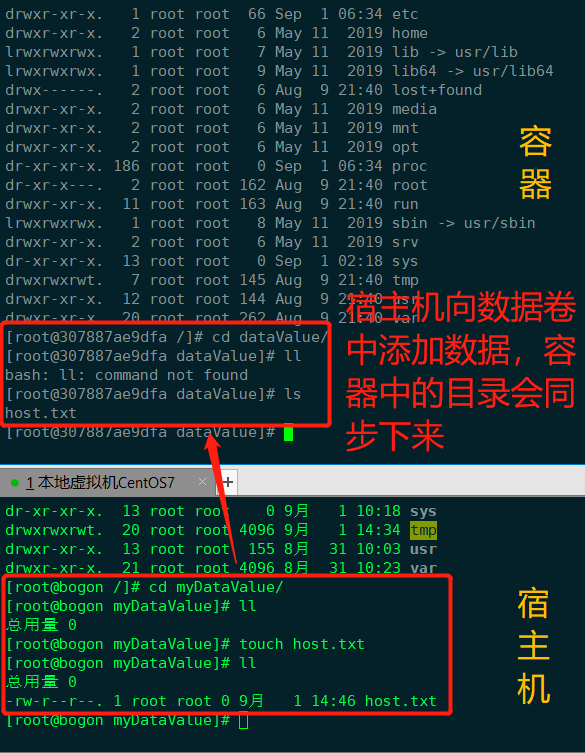 drwxr-xr-x.   1 root root  66 Sep  1 06:34 etc
drwxr-xr-x.   2 root root   6 May 11  2019 home
lrwxrwxrwx.   1 root root   7 May 11  2019 lib -> usr/lib
lrwxrwxrwx.   1 root root   9 May 11  2019 lib64 -> usr/lib64
drwx------.   2 root root   6 Aug  9 21:40 lost+found
drwxr-xr-x.   2 root root   6 May 11  2019 media
drwxr-xr-x.   2 root root   6 May 11  2019 mnt
drwxr-xr-x.   2 root root   6 May 11  2019 opt
dr-xr-xr-x. 186 root root   0 Sep  1 06:34 proc
dr-xr-x---.   2 root root 162 Aug  9 21:40 root
drwxr-xr-x.  11 root root 163 Aug  9 21:40 run
lrwxrwxrwx.   1 root root   8 May 11  2019 sbin -> usr/sbin
drwxr-xr-x.   2 root root   6 May 11  2019 srv
dr-xr-xr-x.  13 root root   0 Sep  1 02:18 sys
drwxrwxrwt.   7 root root 145 Aug  9 21:40 tmp
drwxr-xr-x.  12 root root 144 Aug  9 21:40 usr
drwxr-xr-x.  20 root root 262 Aug  9 21:40 var
[root@307887ae9dfa /]# cd dataValue/
[root@307887ae9dfa dataValue]# ll
bash: ll: command not found
[root@307887ae9dfa dataValue]# ls
host.txt
[root@307887ae9dfa dataValue]#
容
器
宿主机向数据卷
中添加数据，容
器中的目录会同
步下来
1 本地虚拟机CentOS7 × +
dr-xr-xr-x.  13 root root    0 9月   1 10:18 sys
drwxrwxrwt.  20 root root 4096 9月   1 14:34 tmp
drwxr-xr-x.  13 root root  155 8月  31 10:03 usr
drwxr-xr-x.  21 root root 4096 8月  31 10:23 var
[root@bogon /]# cd myDataValue/
[root@bogon myDataValue]# ll
总用量 0
[root@bogon myDataValue]# touch host.txt
[root@bogon myDataValue]# ll
总用量 0
-rw-r--r--. 1 root root 0 9月   1 14:46 host.txt
[root@bogon myDataValue]#
宿
主
机